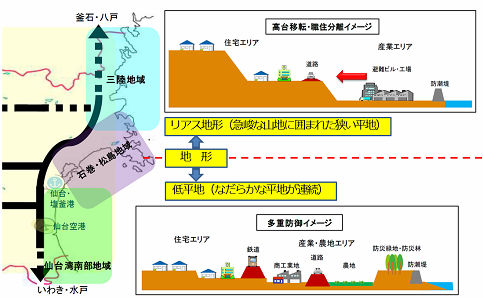 釜石・八戸
三陸地域
石巻・松島地域
仙台・
塩釜港
仙台空港
仙台湾南部地域
いわき・水戸
高台移転・職住分離イメージ
住宅エリア
産業エリア
道路
避難ビル・工場
防潮堤
リアス地形（急峻な山地に囲まれた狭い平地）
地 形
低平地（なだらかな平地が連続）
多重防御イメージ
住宅エリア
産業・農地エリア
鉄道
商工業地
道路
農地
防災緑地・防災林
防潮堤